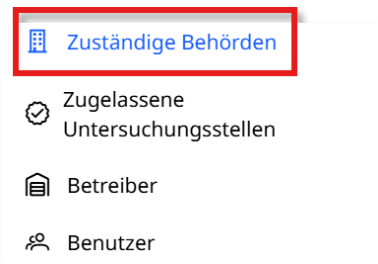 Zuständige Behörden
Zugelassene
Untersuchungsstellen
Betreiber
Benutzer